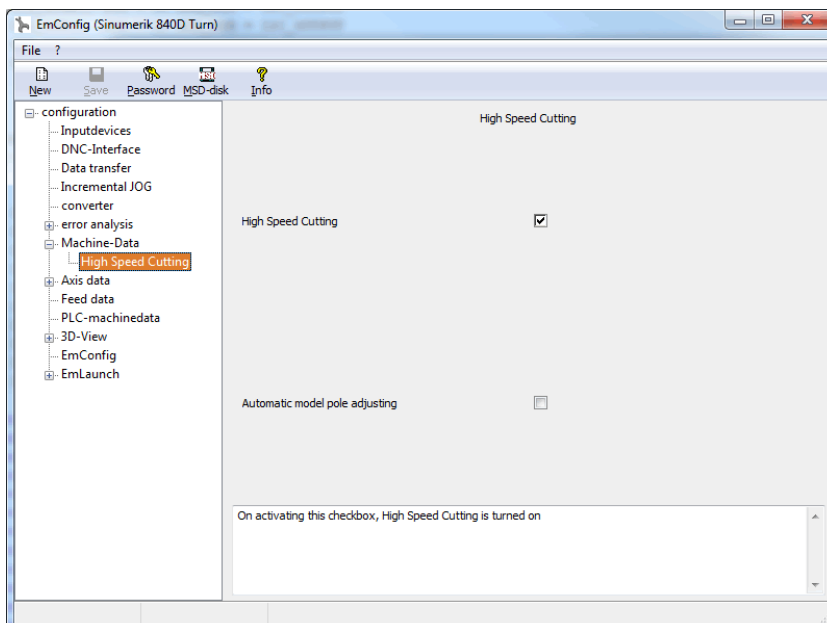 EmConfig (Sinumerik 840D Turn)
File ?
New Save Password MSD-disk Info
configuration
Inputdevices
DNC-Interface
Data transfer
Incremental JOG
converter
error analysis
Machine-Data
High Speed Cutting
Axis data
Feed data
PLC-machinedata
3D-View
EmConfig
EmLaunch
High Speed Cutting
High Speed Cutting
Automatic model pole adjusting
On activating this checkbox, High Speed Cutting is turned on